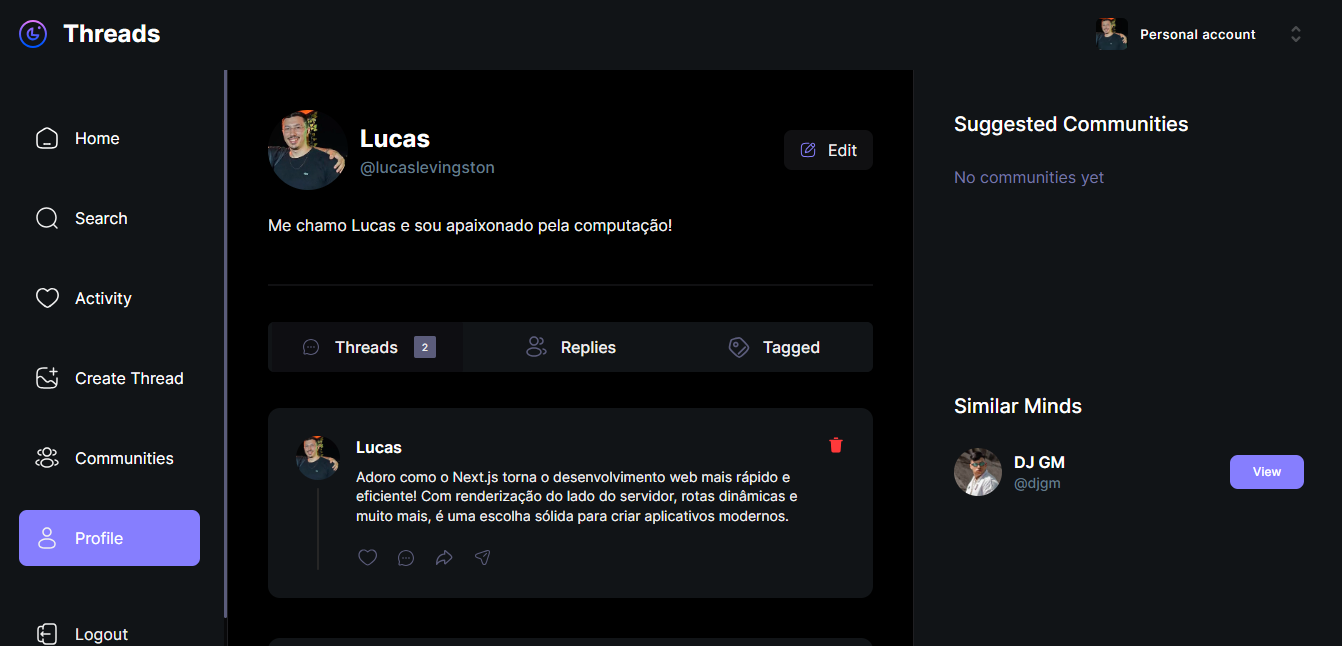 Threads
Personal account
Home
Search
Activity
Create Thread
Communities
Profile
Logout
Lucas
@lucaslevingston
Edit
Me chamo Lucas e sou apaixonado pela computação!
Threads 2
Replies
Tagged
Lucas
Adoro como o Next.js torna o desenvolvimento web mais rápido e
eficiente! Com renderização do lado do servidor, rotas dinâmicas e
muito mais, é uma escolha sólida para criar aplicativos modernos.
Suggested Communities
No communities yet
Similar Minds
DJ GM
@djgm
View